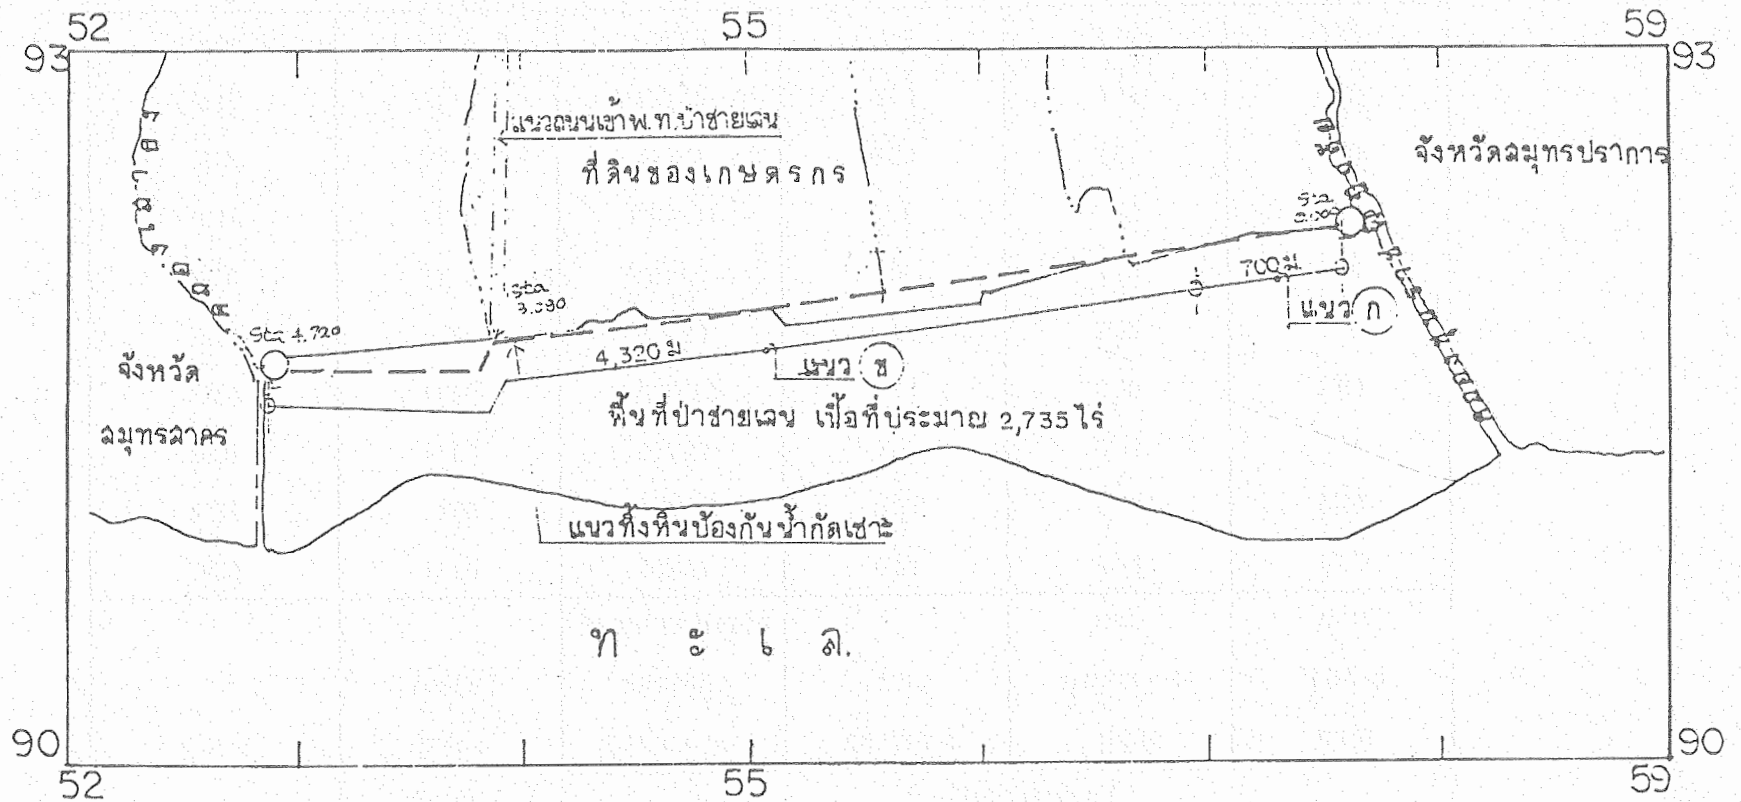 52 55 59
93 93
แนวถนนเข้าพ.ท.ป่าชายเลน
ที่ดินของเกษตรกร
จังหวัดสมุทรปราการ
Sta
0.00
Sta
3.090
700 ม
แนว ก
Sta 4.720
4,320 ม
แนว ข
จังหวัด
สมุทรสาคร
พื้นที่ป่าชายเลน เนื้อที่ประมาณ 2,735 ไร่
แนวทิ้งหินป้องกันน้ำกัดเซาะ
ท ะ เ ล.
90 90
52 55 59